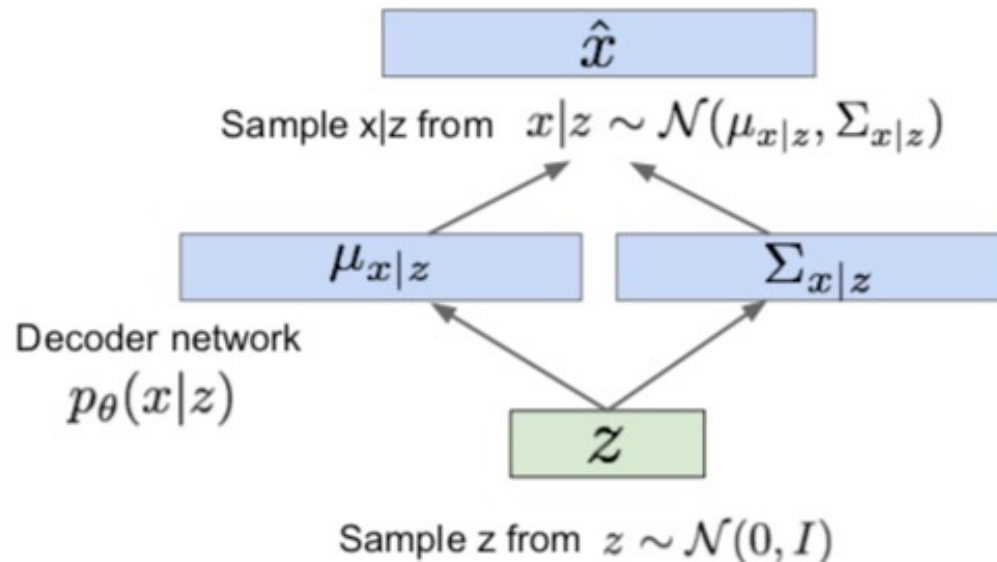 x̂
Sample x|z from x|z ∼ 𝒩(μ_{x|z}, Σ_{x|z})
μ_{x|z} Σ_{x|z}
Decoder network
p_θ(x|z)
z
Sample z from z ∼ 𝒩(0, I)